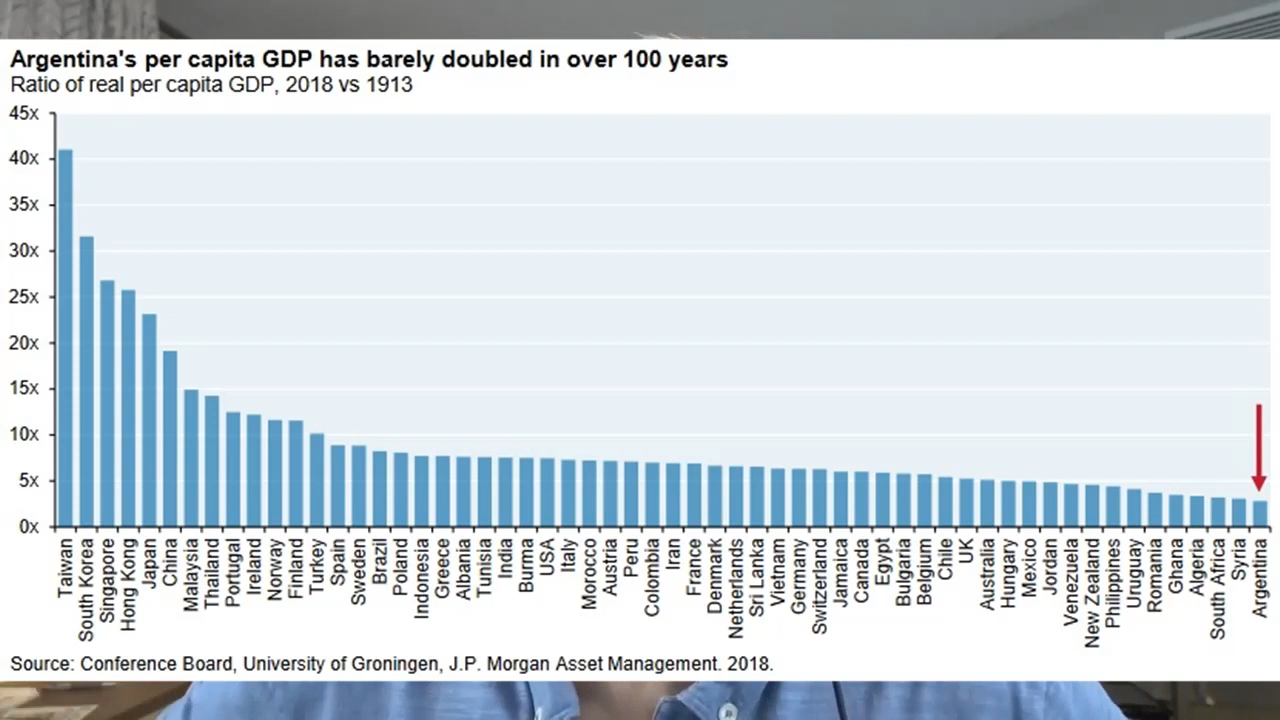 Argentina's per capita GDP has barely doubled in over 100 years
Ratio of real per capita GDP, 2018 vs 1913
45x
40x
35x
30x
25x
20x
15x
10x
5x
0x
Taiwan
South Korea
Singapore
Hong Kong
Japan
China
Malaysia
Thailand
Portugal
Ireland
Norway
Finland
Turkey
Spain
Sweden
Brazil
Poland
Indonesia
Greece
Albania
Tunisia
India
Burma
USA
Italy
Morocco
Austria
Peru
Colombia
Iran
France
Denmark
Netherlands
Sri Lanka
Vietnam
Germany
Switzerland
Jamaica
Canada
Egypt
Bulgaria
Belgium
Chile
UK
Australia
Hungary
Mexico
Jordan
Venezuela
New Zealand
Philippines
Uruguay
Romania
Ghana
Algeria
South Africa
Syria
Argentina
Source: Conference Board, University of Groningen, J.P. Morgan Asset Management. 2018.